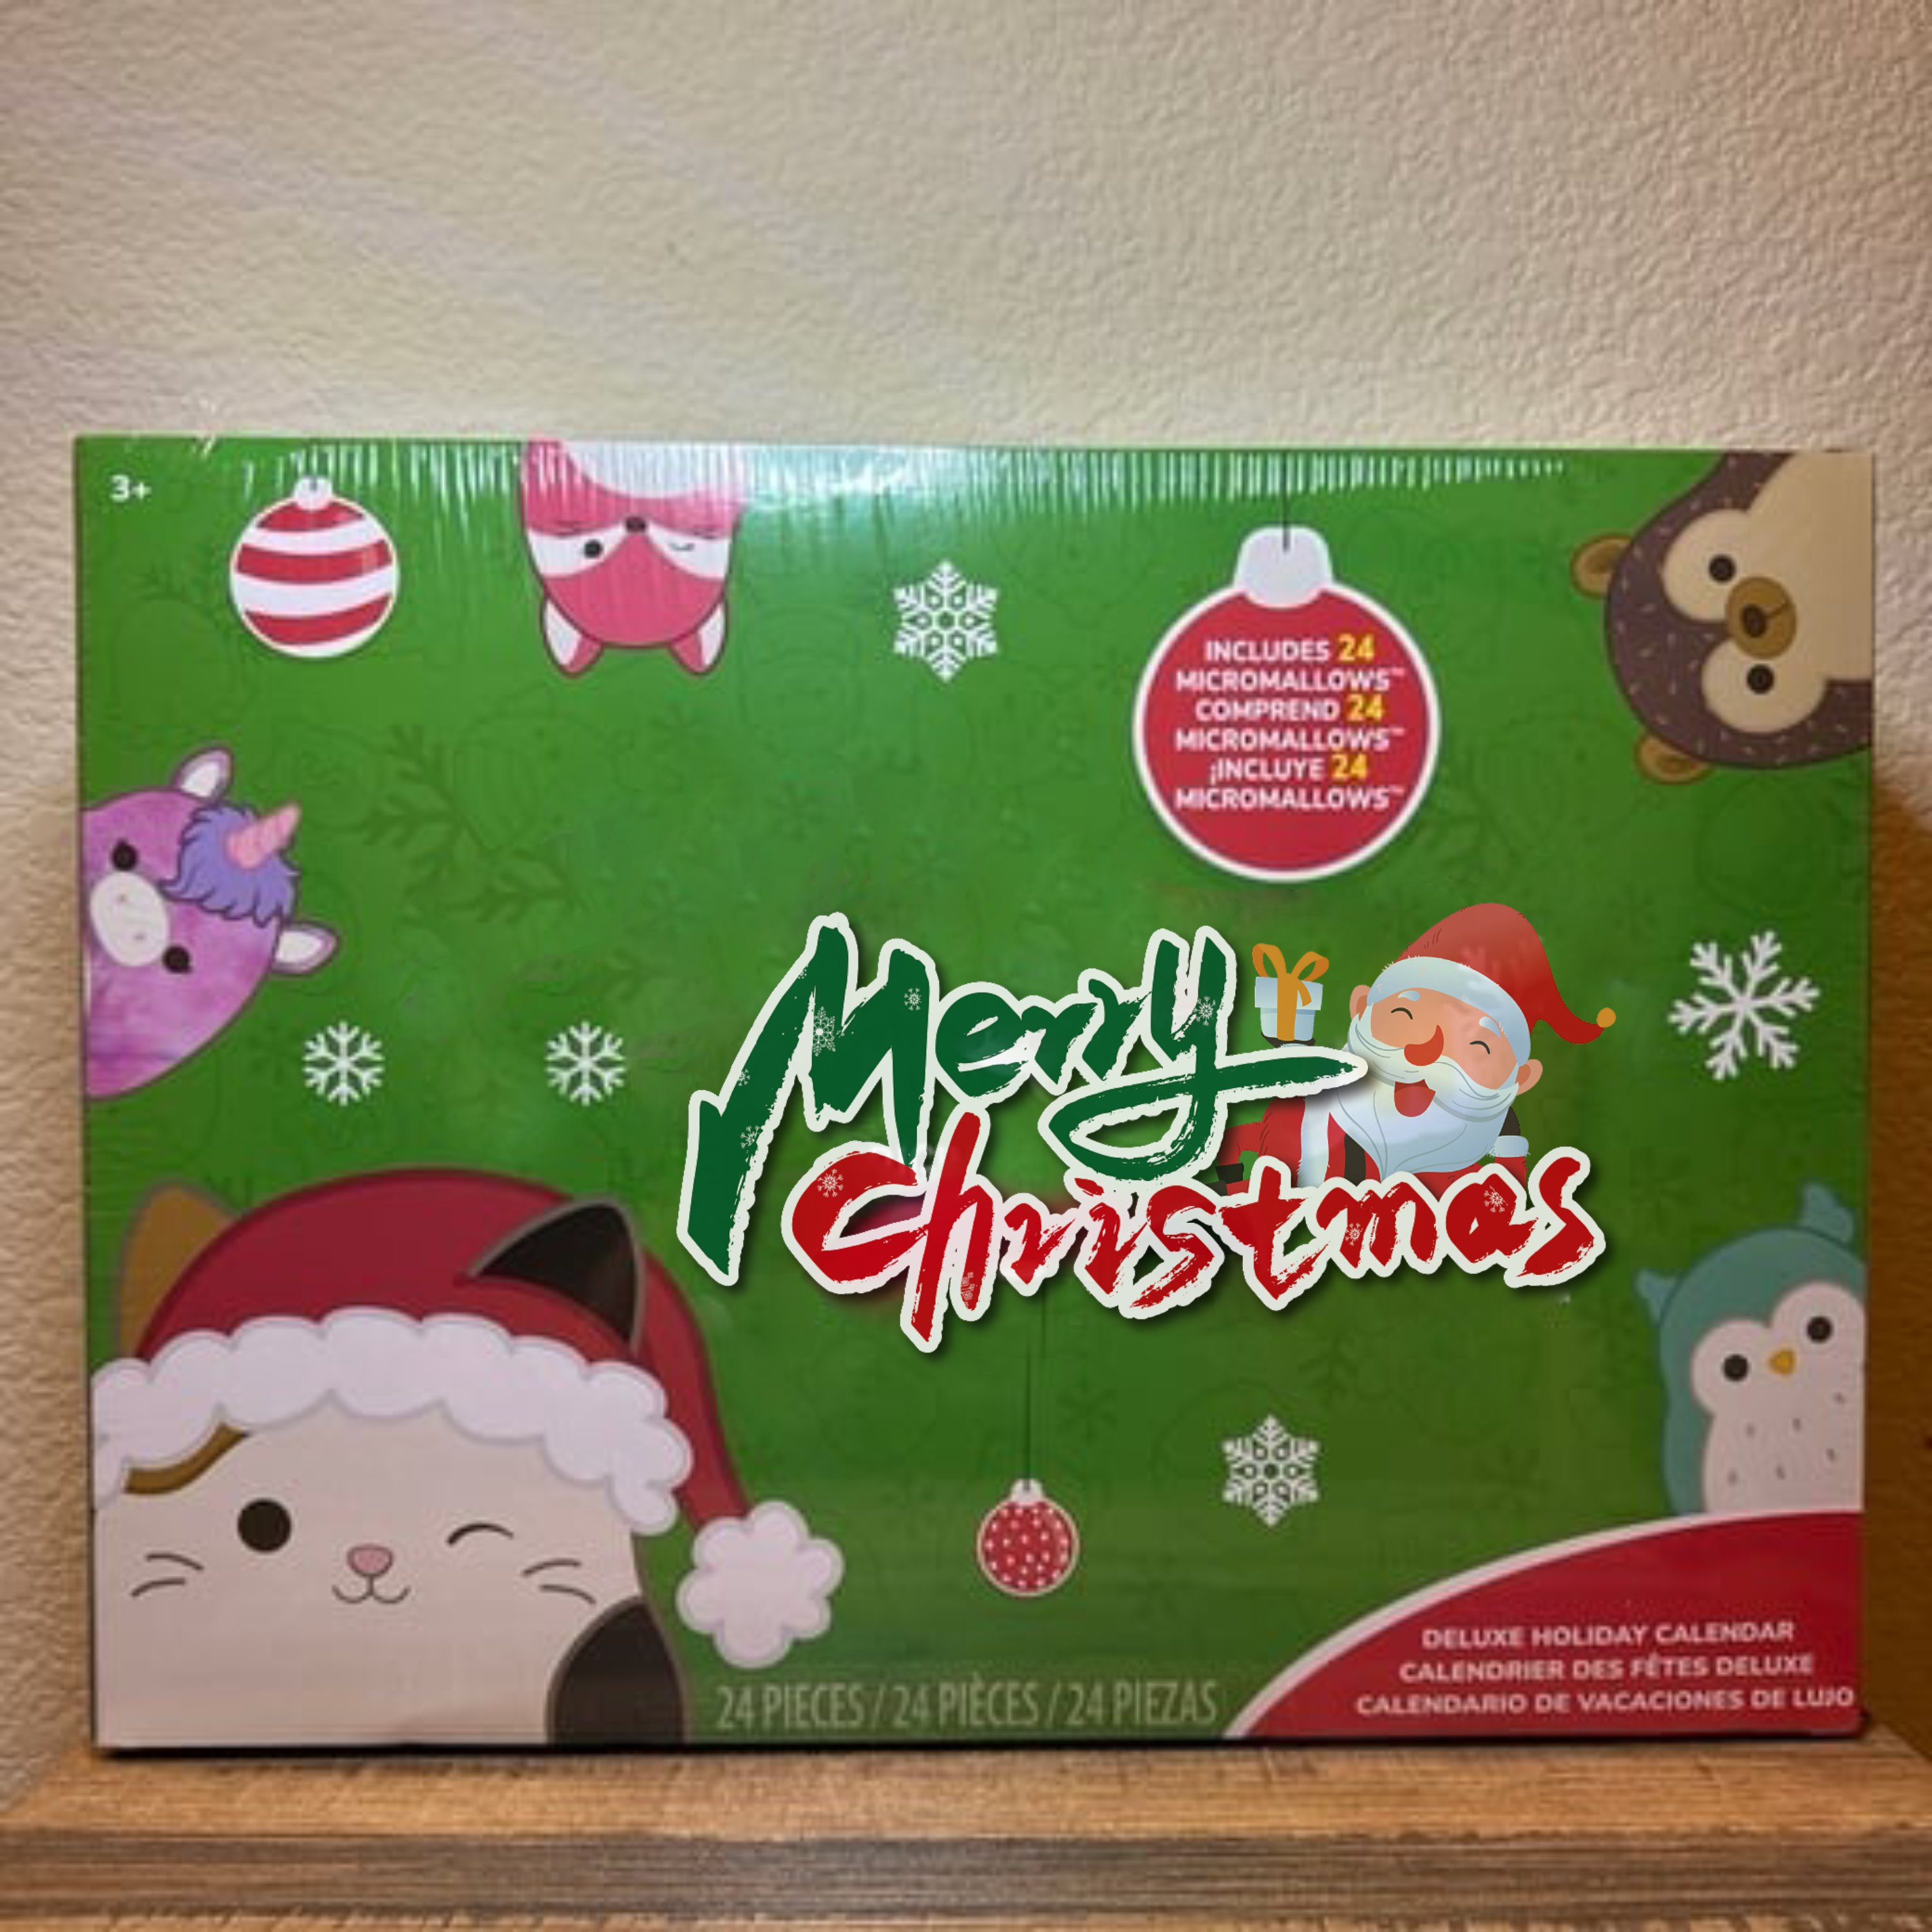 3+
INCLUDES 24
MICROMALLOWS™
COMPREND 24
MICROMALLOWS™
¡INCLUYE 24
MICROMALLOWS™
Merry
Christmas
DELUXE HOLIDAY CALENDAR
CALENDRIER DES FÊTES DELUXE
CALENDARIO DE VACACIONES DE LUJO
24 PIECES / 24 PIÈCES / 24 PIEZAS